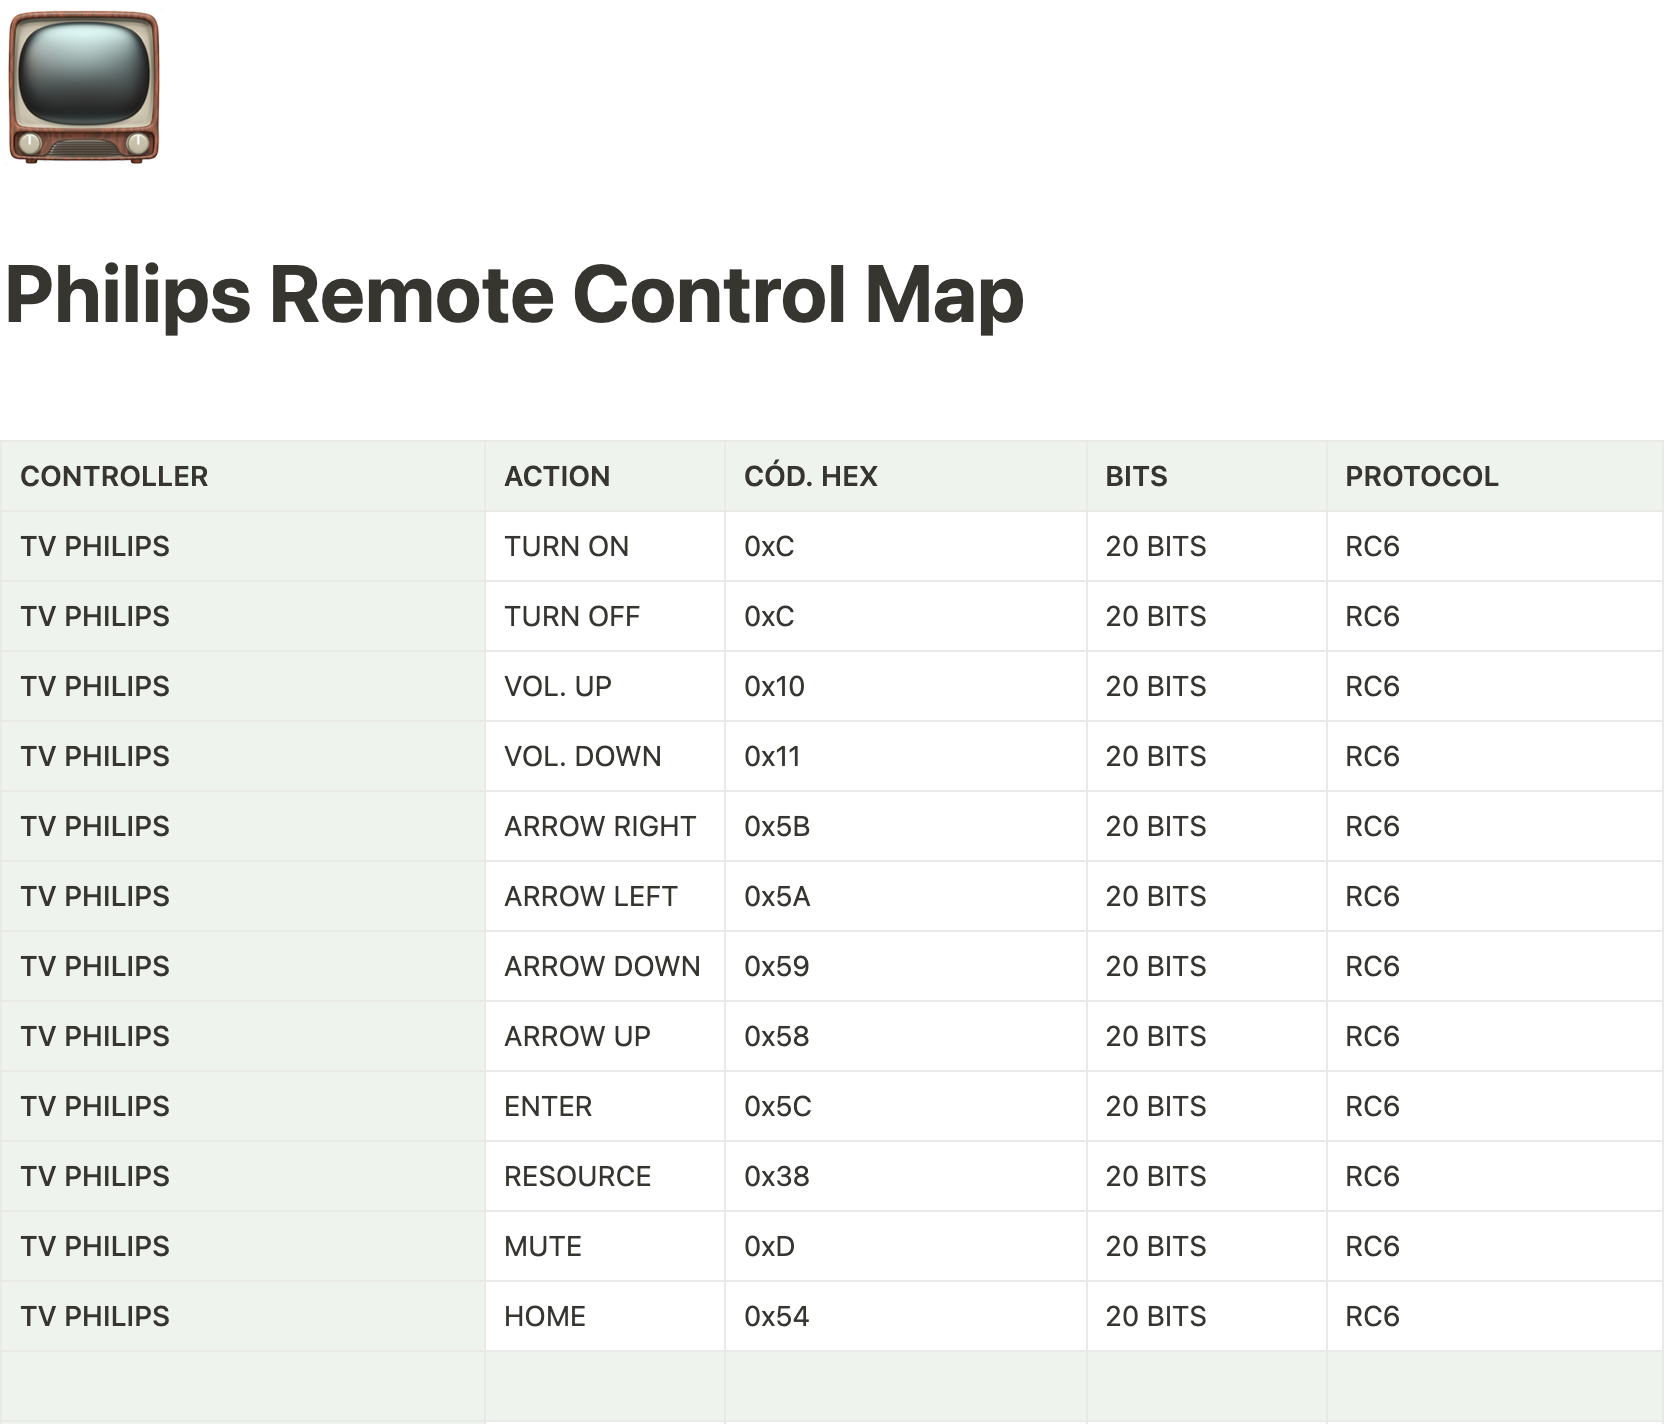 Philips Remote Control Map
CONTROLLER ACTION CÓD. HEX BITS PROTOCOL
TV PHILIPS TURN ON 0xC 20 BITS RC6
TV PHILIPS TURN OFF 0xC 20 BITS RC6
TV PHILIPS VOL. UP 0x10 20 BITS RC6
TV PHILIPS VOL. DOWN 0x11 20 BITS RC6
TV PHILIPS ARROW RIGHT 0x5B 20 BITS RC6
TV PHILIPS ARROW LEFT 0x5A 20 BITS RC6
TV PHILIPS ARROW DOWN 0x59 20 BITS RC6
TV PHILIPS ARROW UP 0x58 20 BITS RC6
TV PHILIPS ENTER 0x5C 20 BITS RC6
TV PHILIPS RESOURCE 0x38 20 BITS RC6
TV PHILIPS MUTE 0xD 20 BITS RC6
TV PHILIPS HOME 0x54 20 BITS RC6